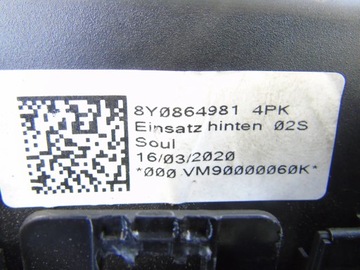 8Y0864981 4PK
Einsatz hinten 02S
Soul
16/03/2020
*000 VM90000060K*